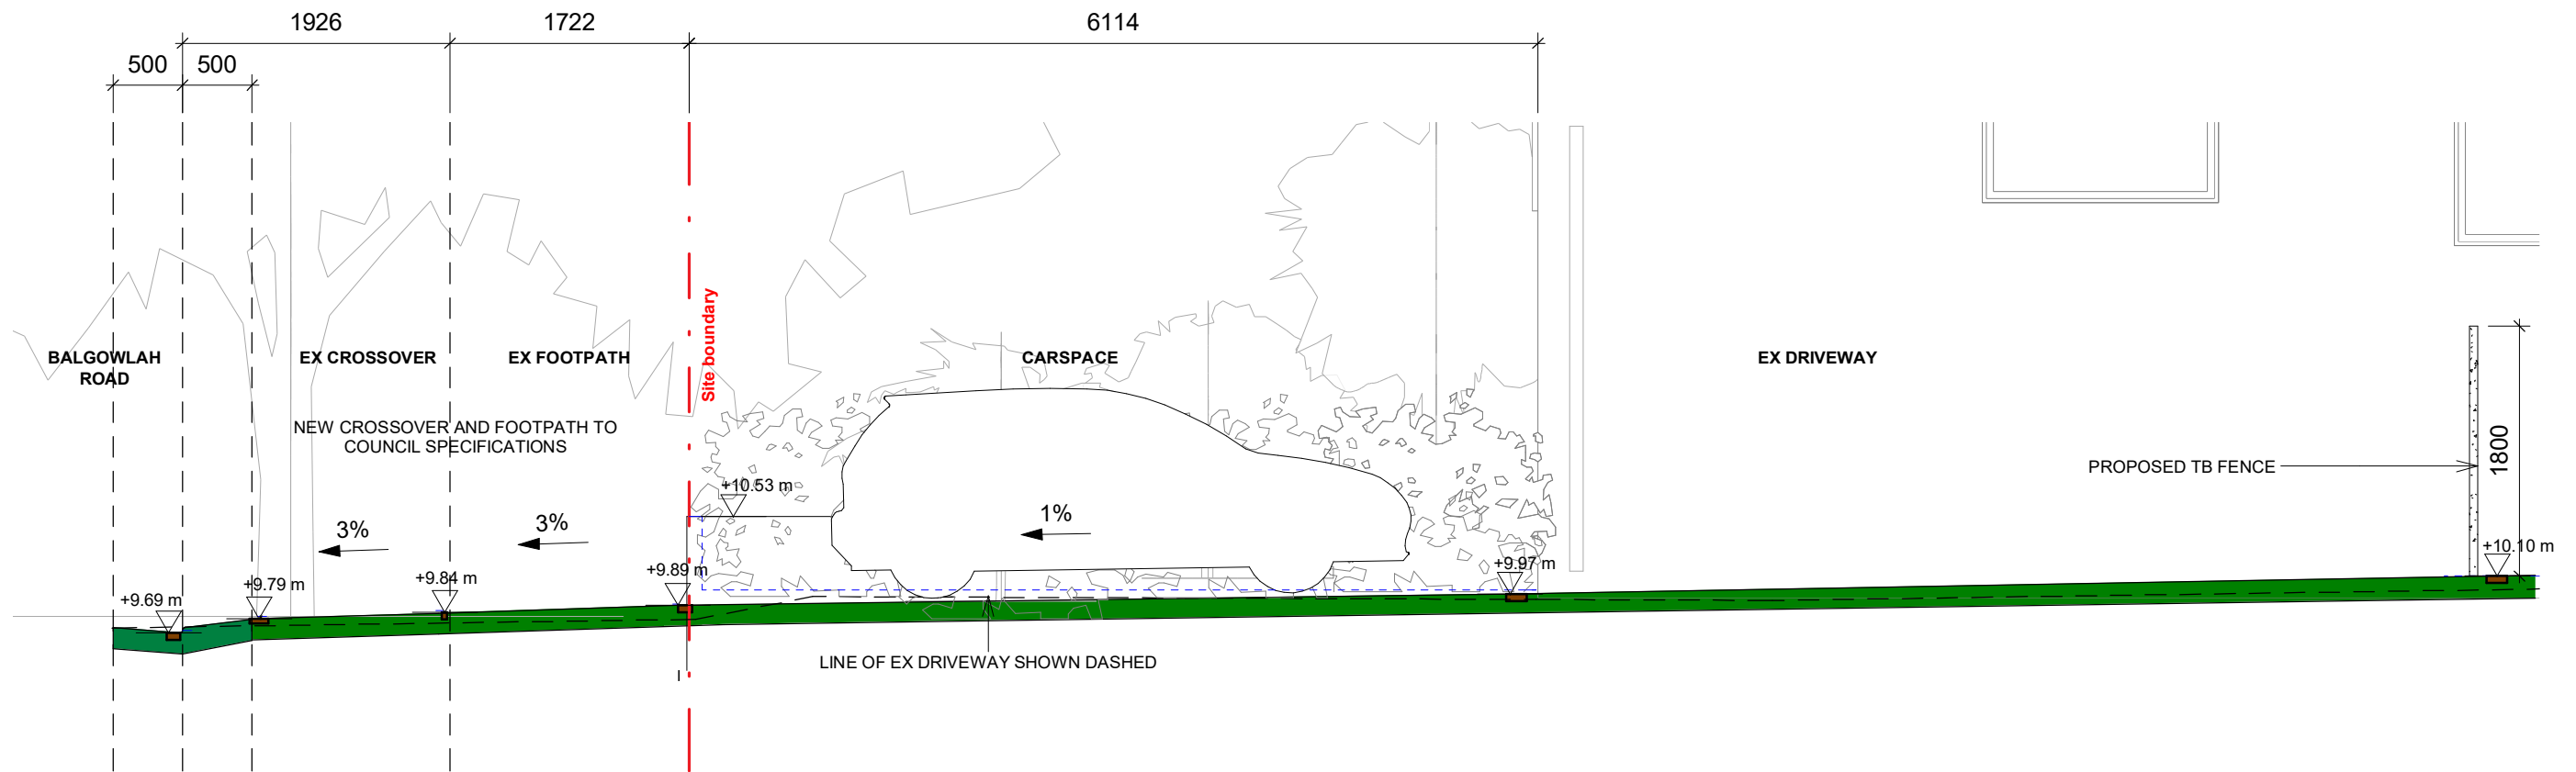 1926
1722
6114
500
500
Site boundary
BALGOWLAH
ROAD
EX CROSSOVER
EX FOOTPATH
CARSPACE
EX DRIVEWAY
NEW CROSSOVER AND FOOTPATH TO
COUNCIL SPECIFICATIONS
PROPOSED TB FENCE
1800
+10.53 m
3%
3%
1%
+9.69 m
+9.79 m
+9.84 m
+9.89 m
+9.97 m
+10.10 m
LINE OF EX DRIVEWAY SHOWN DASHED